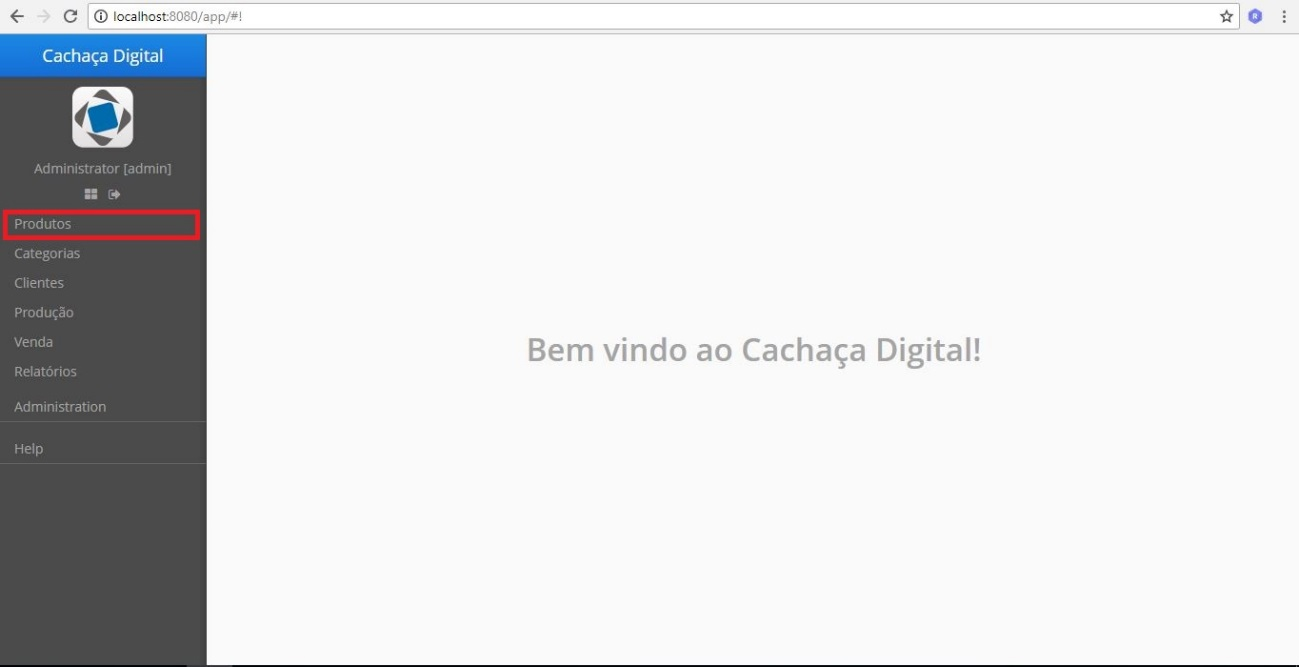 localhost:8080/app/#!
Cachaça Digital
Administrator [admin]
Produtos
Categorias
Clientes
Produção
Venda
Relatórios
Administration
Help
Bem vindo ao Cachaça Digital!